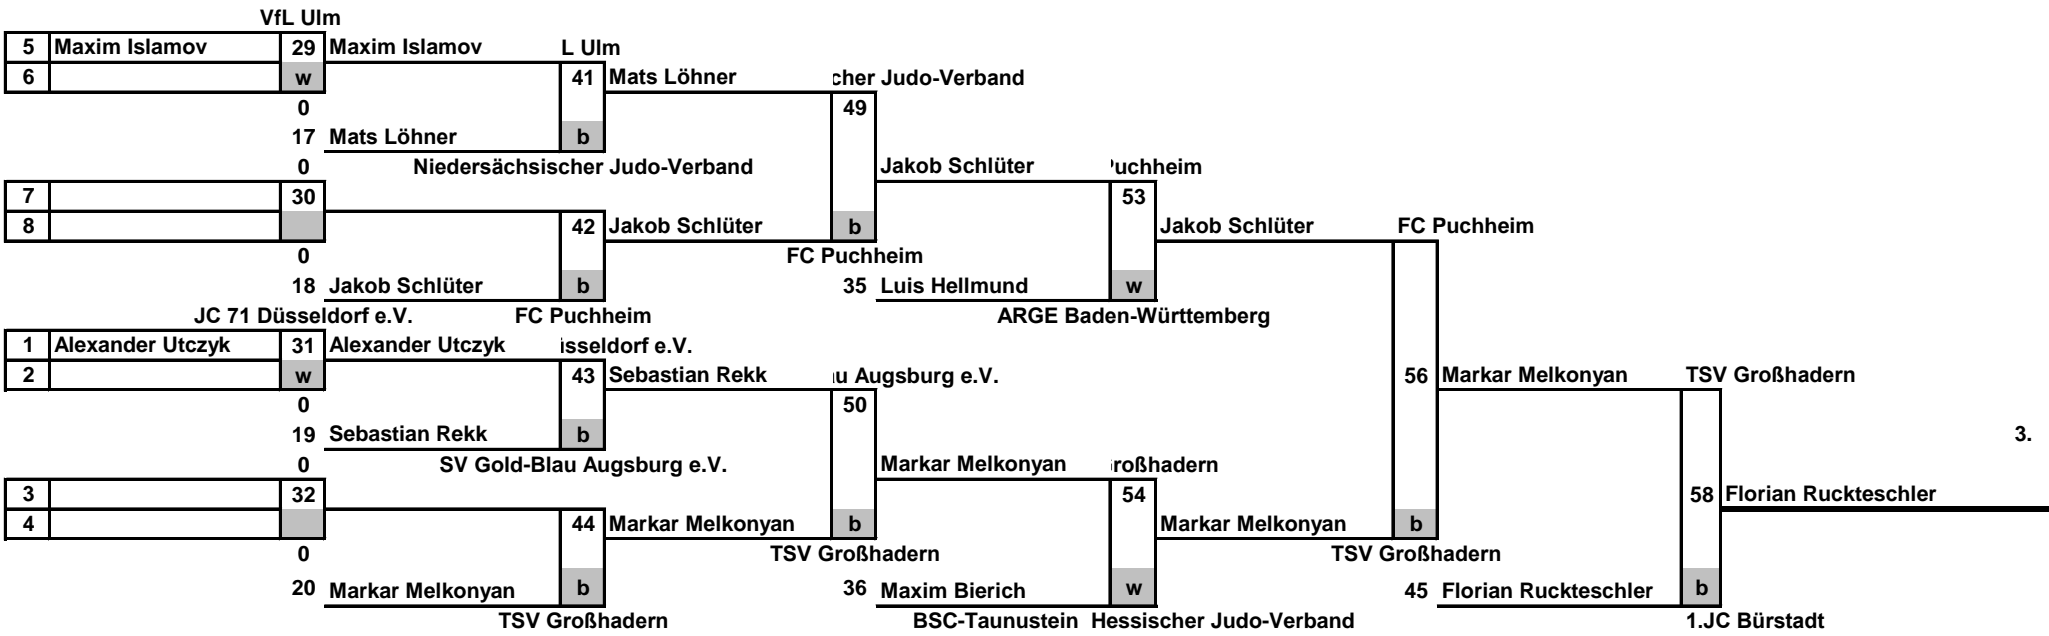 VfL Ulm
5 Maxim Islamov 29 Maxim Islamov L Ulm
6 w 41 Mats Löhner cher Judo-Verband
0 49
17 Mats Löhner b
0 Niedersächsischer Judo-Verband Jakob Schlüter Puchheim
7 30 53
8 42 Jakob Schlüter b Jakob Schlüter FC Puchheim
0 FC Puchheim
18 Jakob Schlüter b 35 Luis Hellmund w
JC 71 Düsseldorf e.V. FC Puchheim ARGE Baden-Württemberg
1 Alexander Utczyk 31 Alexander Utczyk isseldorf e.V.
2 w 43 Sebastian Rekk au Augsburg e.V. 56 Markar Melkonyan TSV Großhadern
0 50
19 Sebastian Rekk b 3.
0 SV Gold-Blau Augsburg e.V. Markar Melkonyan roßhadern
3 32 54 58 Florian Ruckteschler
4 44 Markar Melkonyan b Markar Melkonyan b
0 TSV Großhadern TSV Großhadern
20 Markar Melkonyan b 36 Maxim Bierich w 45 Florian Ruckteschler b
TSV Großhadern BSC-Taunustein Hessischer Judo-Verband 1.JC Bürstadt